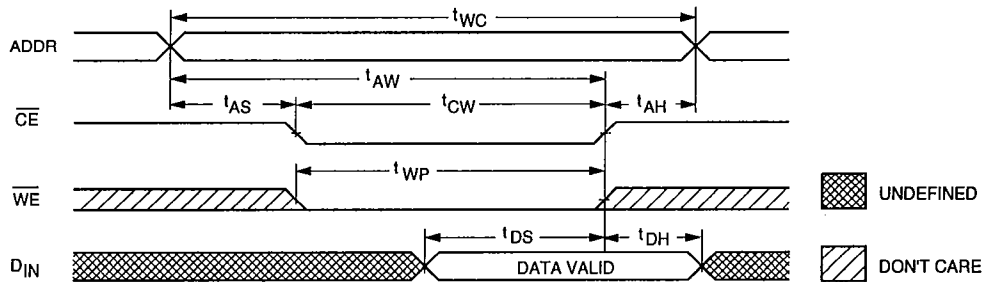 tWC
ADDR
tAW
tAS
tCW
tAH
CE
tWP
WE
UNDEFINED
tDS
tDH
DIN
DATA VALID
DON'T CARE